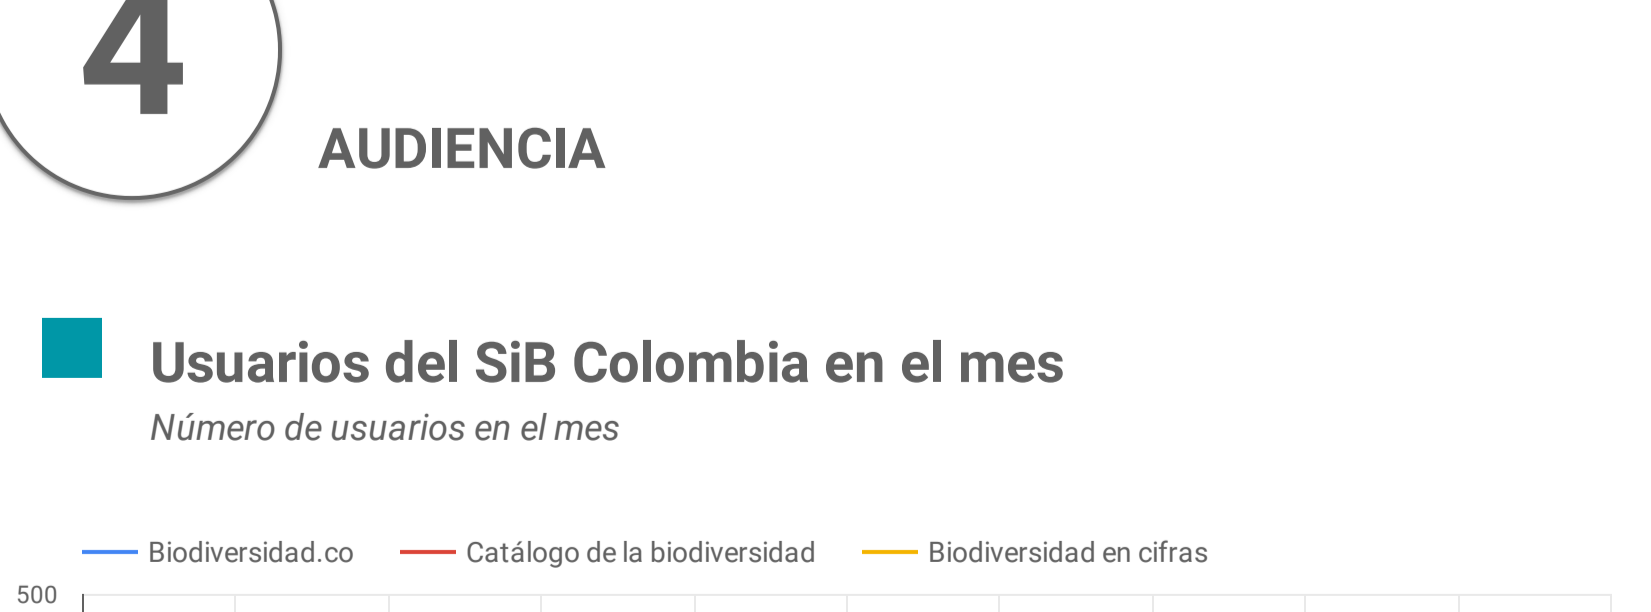 4
AUDIENCIA
Usuarios del SiB Colombia en el mes
Número de usuarios en el mes
Biodiversidad.co Catálogo de la biodiversidad Biodiversidad en cifras
500